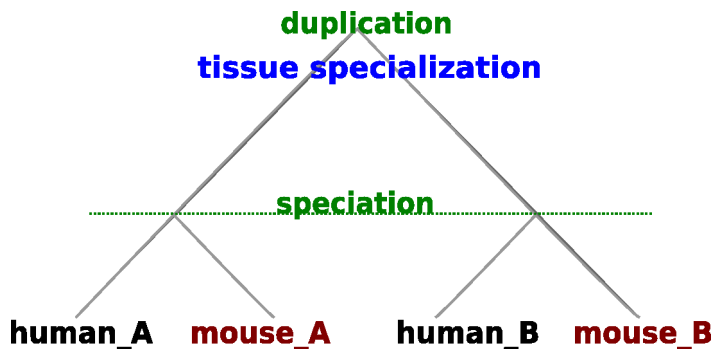 duplication
tissue specialization
speciation
human_A mouse_A human_B mouse_B